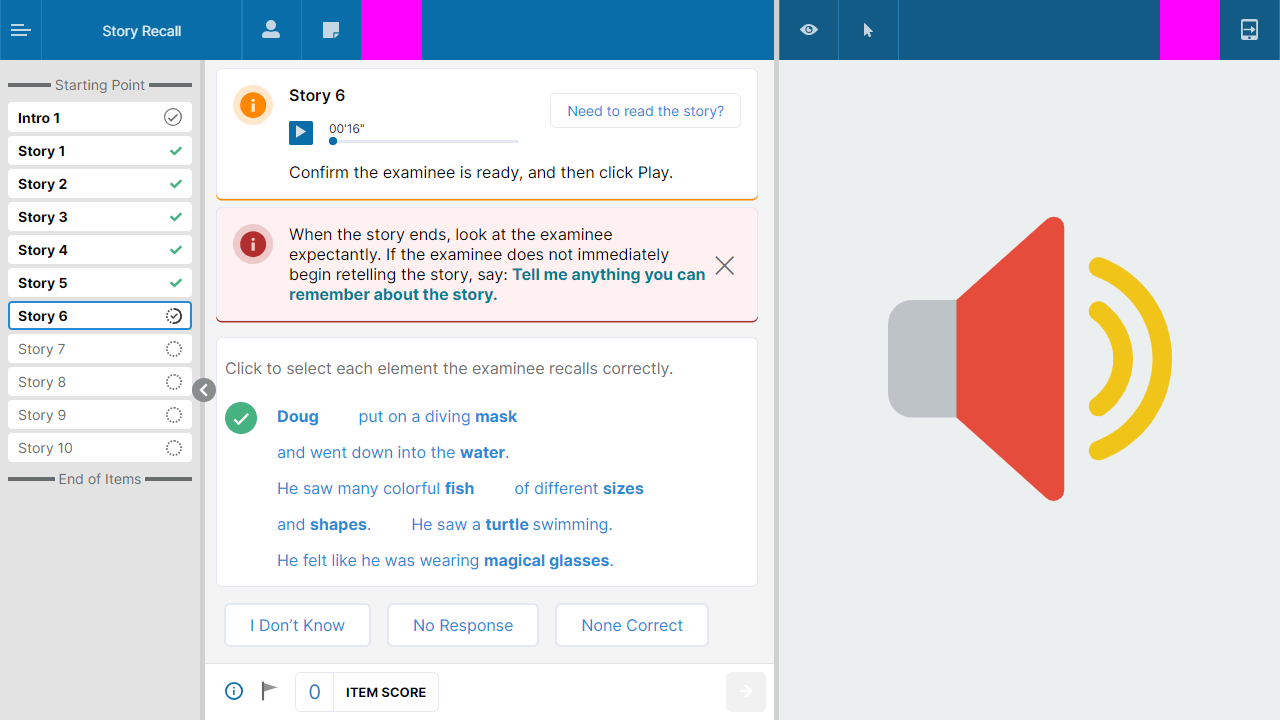 Story Recall
Starting Point
Intro 1
Story 1
Story 2
Story 3
Story 4
Story 5
Story 6
Story 7
Story 8
Story 9
Story 10
End of Items
Story 6
Need to read the story?
00'16"
Confirm the examinee is ready, and then click Play.
When the story ends, look at the examinee
expectantly. If the examinee does not immediately
begin retelling the story, say: Tell me anything you can
remember about the story.
Click to select each element the examinee recalls correctly.
Doug put on a diving mask
and went down into the water.
He saw many colorful fish of different sizes
and shapes. He saw a turtle swimming.
He felt like he was wearing magical glasses.
I Don’t Know No Response None Correct
0 ITEM SCORE